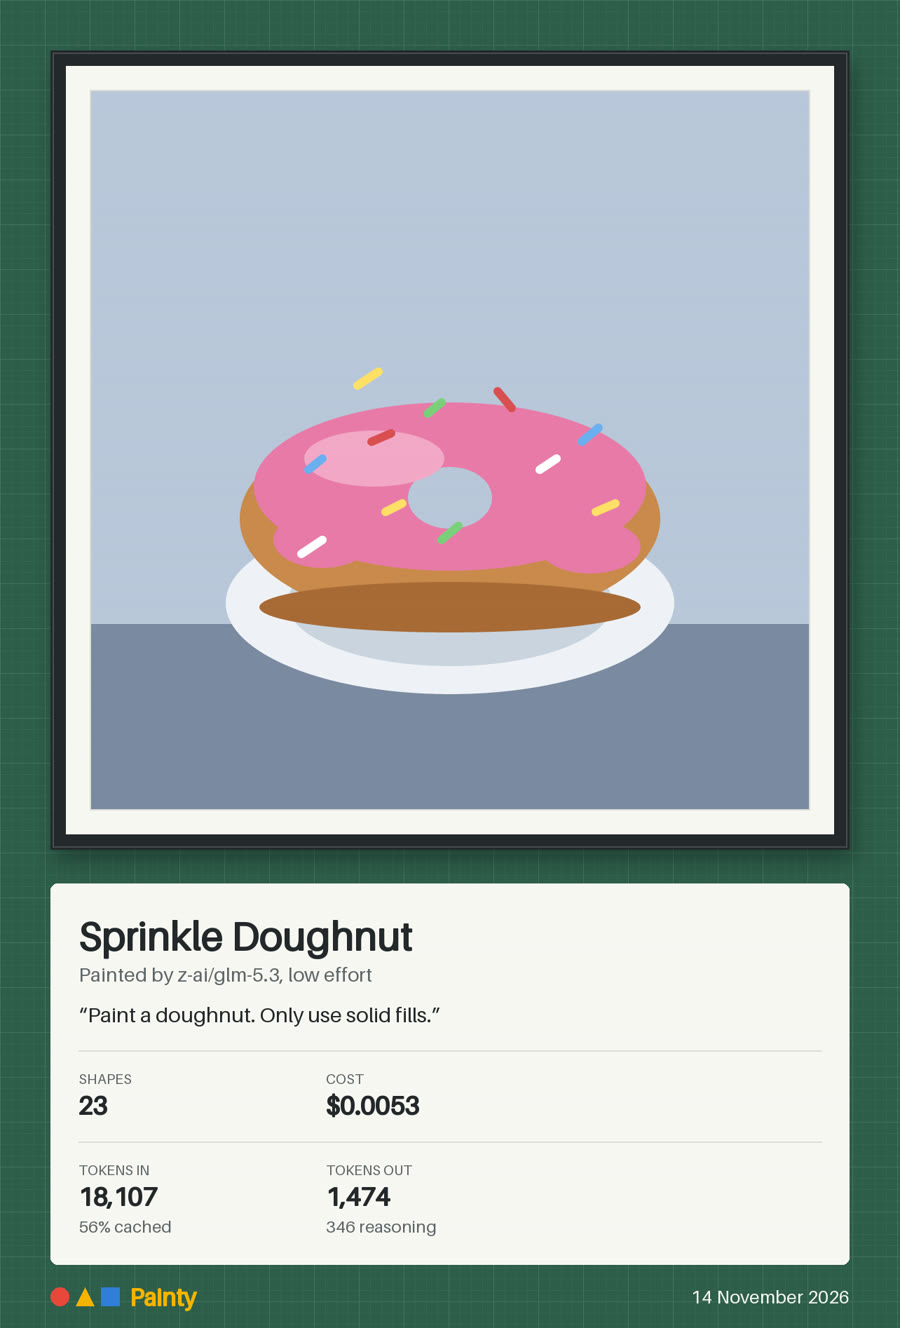 Sprinkle Doughnut
Painted by z-ai/glm-5.3, low effort
“Paint a doughnut. Only use solid fills.”
SHAPES
23
COST
$0.0053
TOKENS IN
18,107
56% cached
TOKENS OUT
1,474
346 reasoning
Painty
14 November 2026